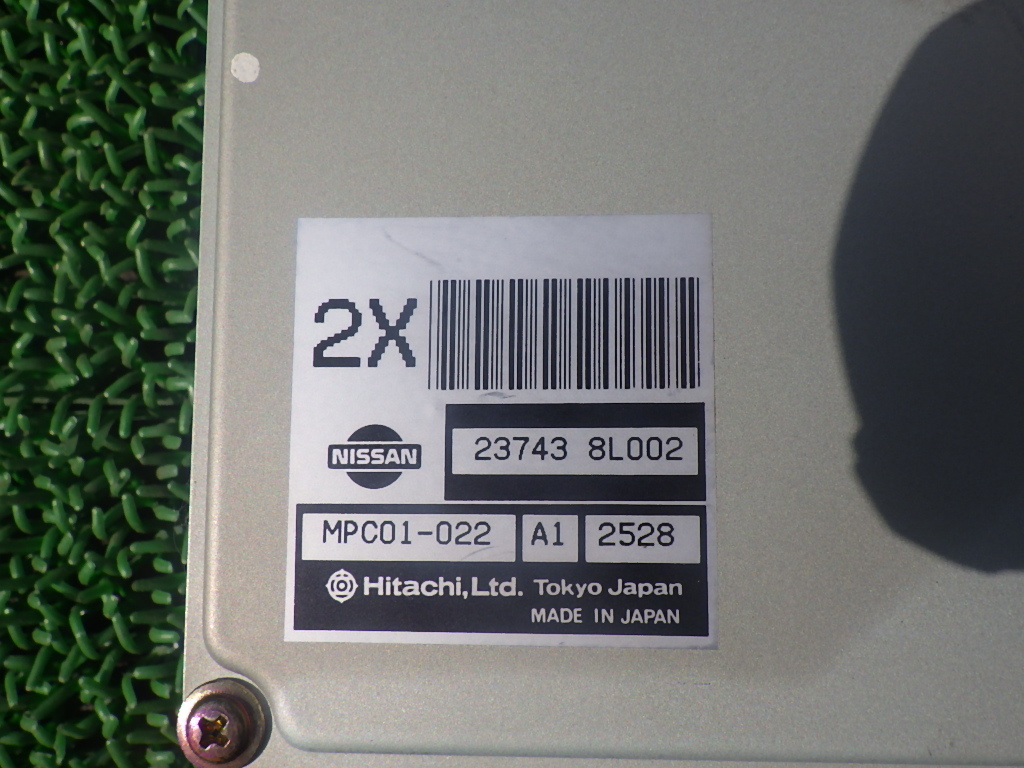 2X
NISSAN
23743 8L002
MPC01-022 A1 2528
Hitachi,Ltd. Tokyo Japan
MADE IN JAPAN